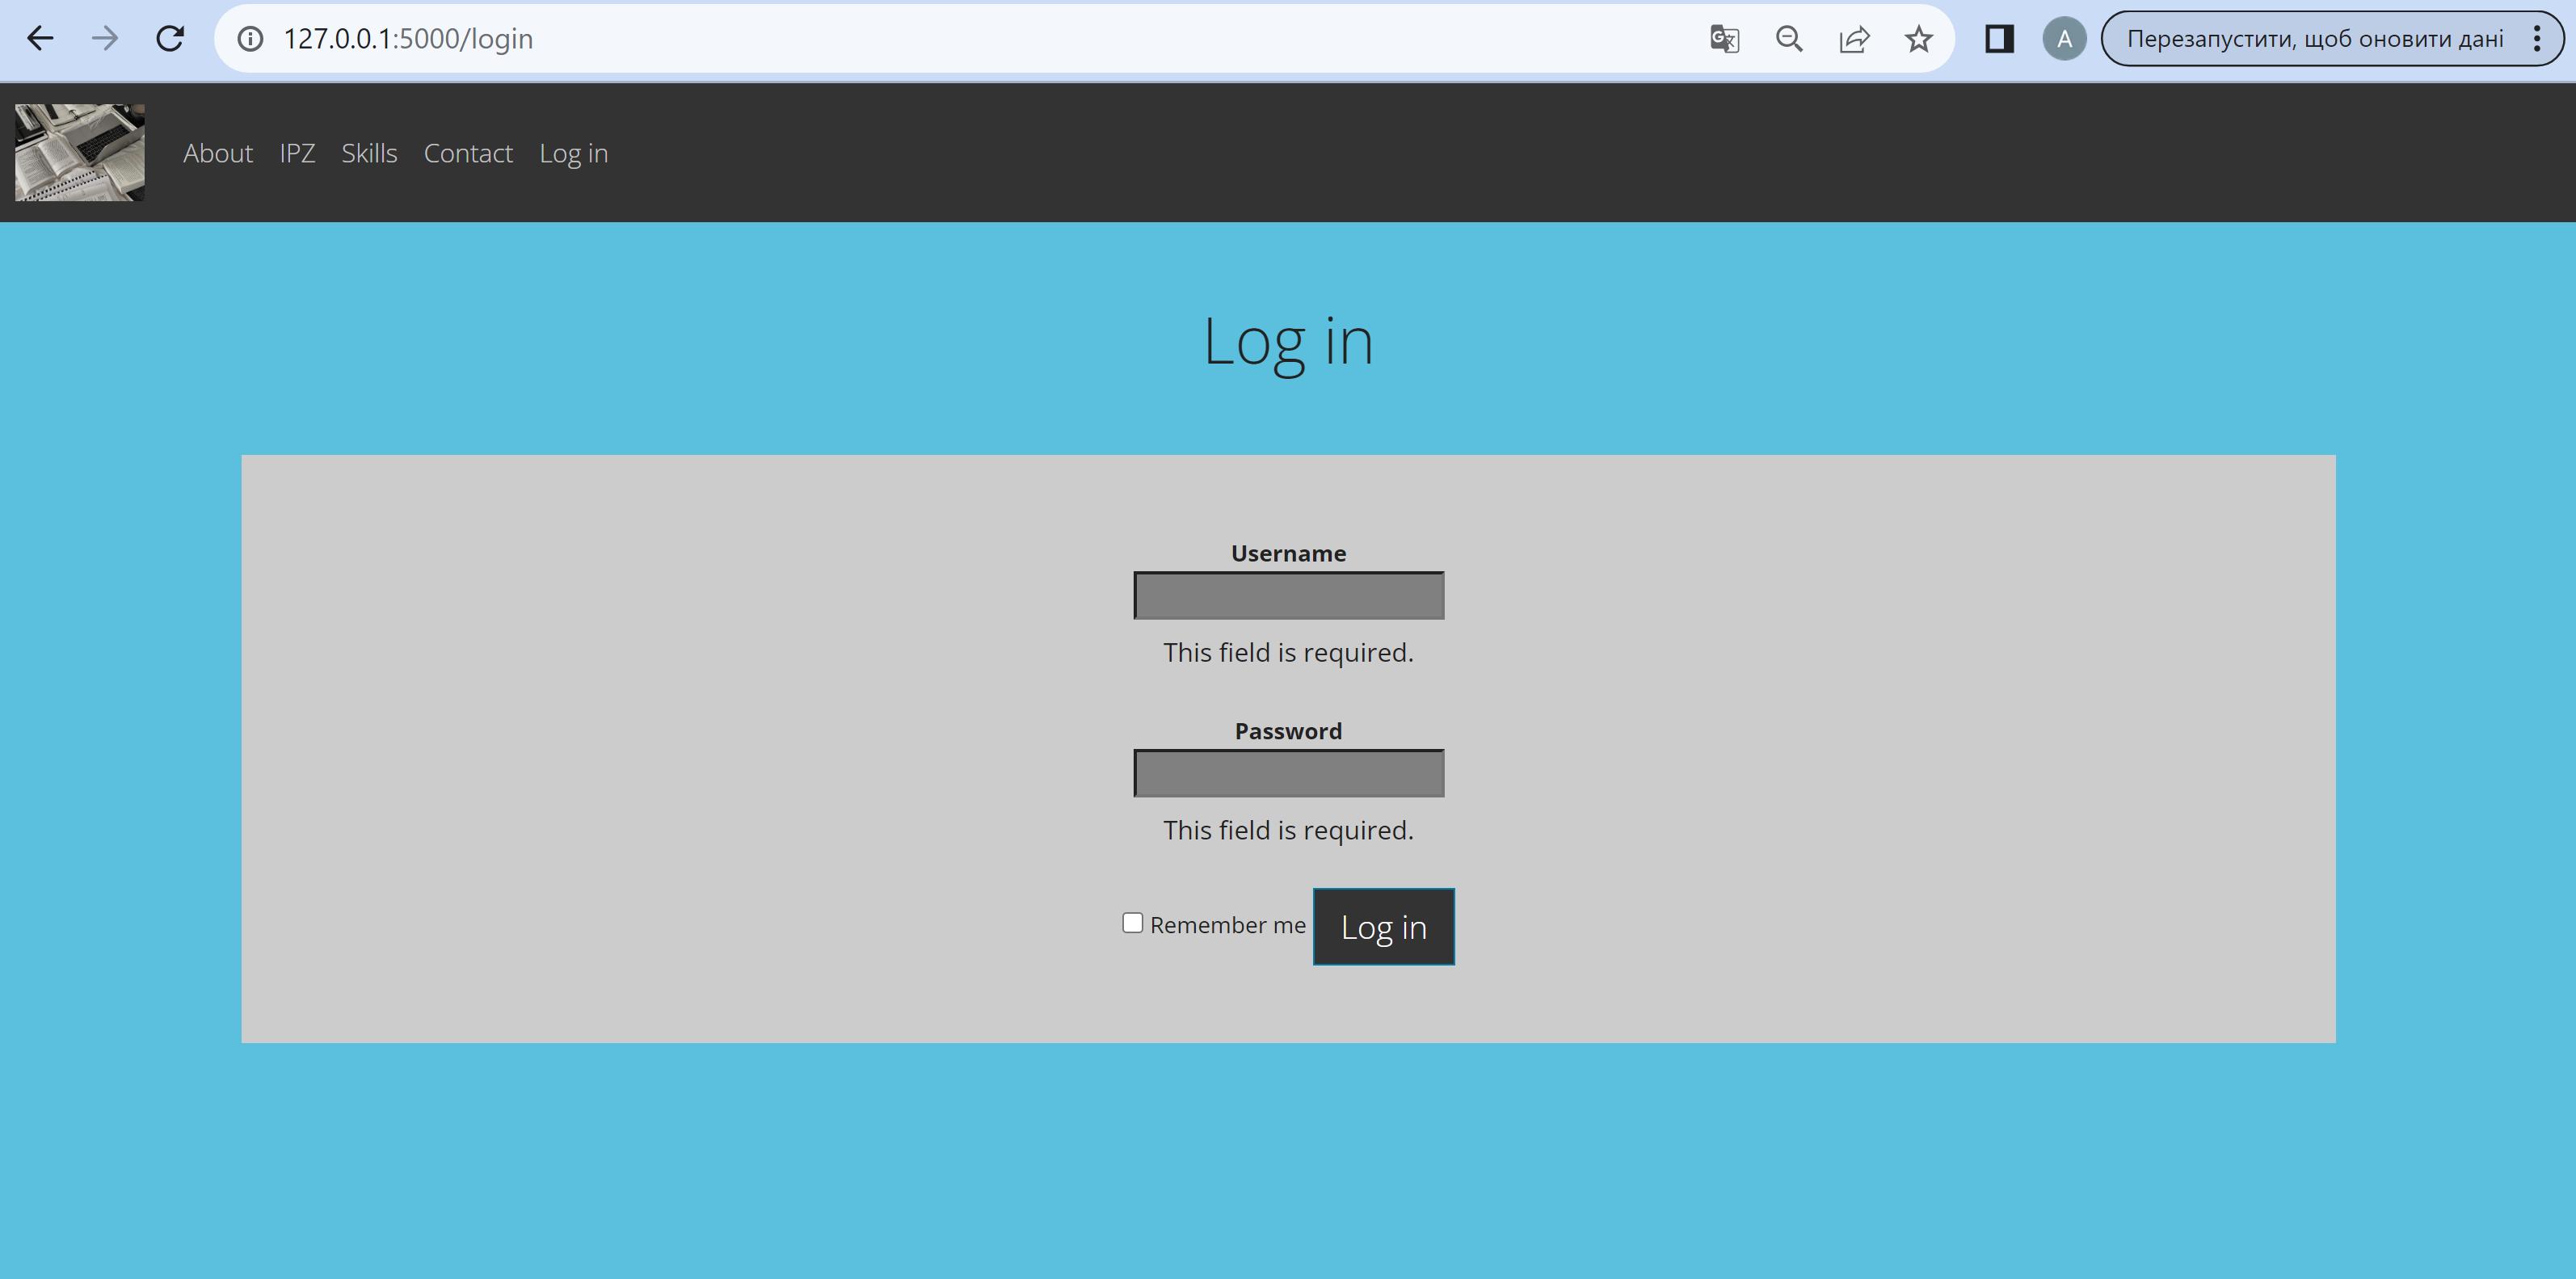 127.0.0.1:5000/login
A
Перезапустити, щоб оновити дані
About IPZ Skills Contact Log in
Log in
Username
This field is required.
Password
This field is required.
Remember me Log in